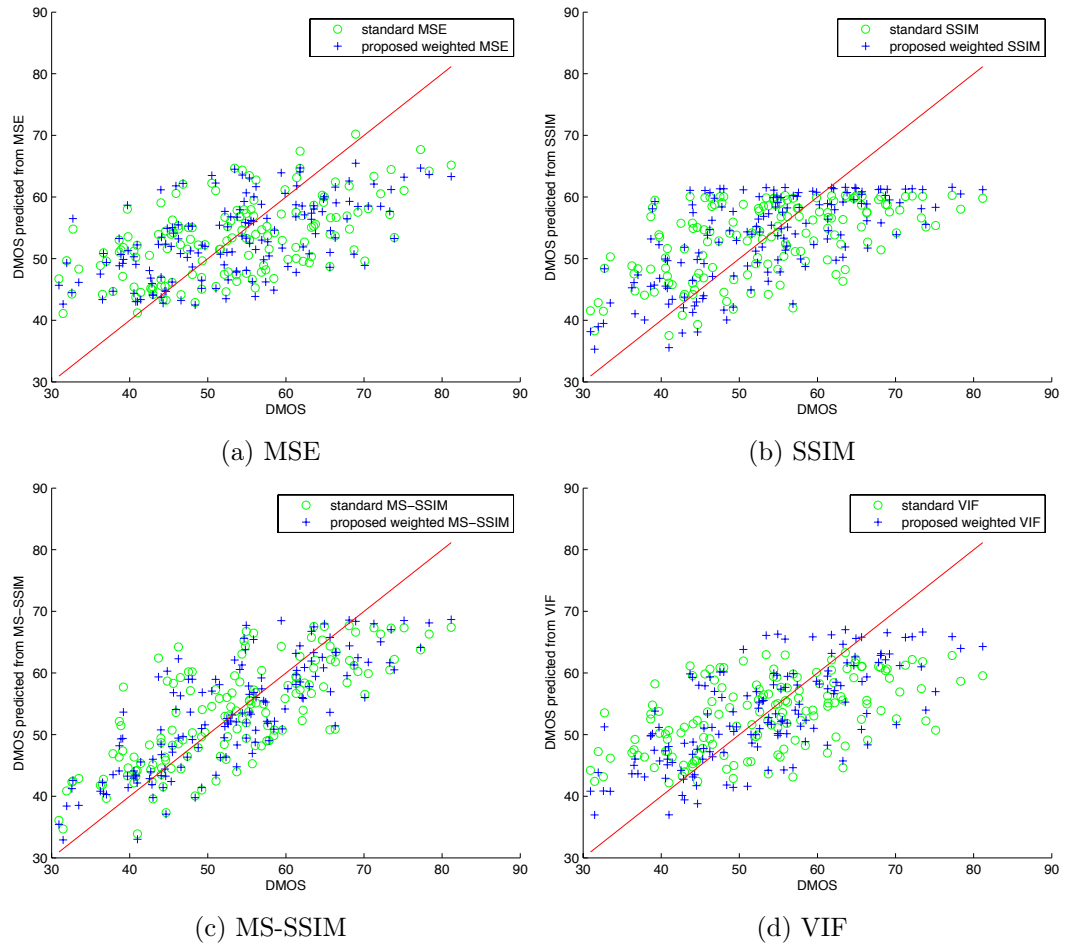 90
80
70
60
50
40
30
30 40 50 60 70 80 90
DMOS predicted from MSE
DMOS
standard MSE
proposed weighted MSE
(a) MSE
90
80
70
60
50
40
30
30 40 50 60 70 80 90
DMOS predicted from SSIM
DMOS
standard SSIM
proposed weighted SSIM
(b) SSIM
90
80
70
60
50
40
30
30 40 50 60 70 80 90
DMOS predicted from MS−SSIM
DMOS
standard MS−SSIM
proposed weighted MS−SSIM
(c) MS-SSIM
90
80
70
60
50
40
30
30 40 50 60 70 80 90
DMOS predicted from VIF
DMOS
standard VIF
proposed weighted VIF
(d) VIF